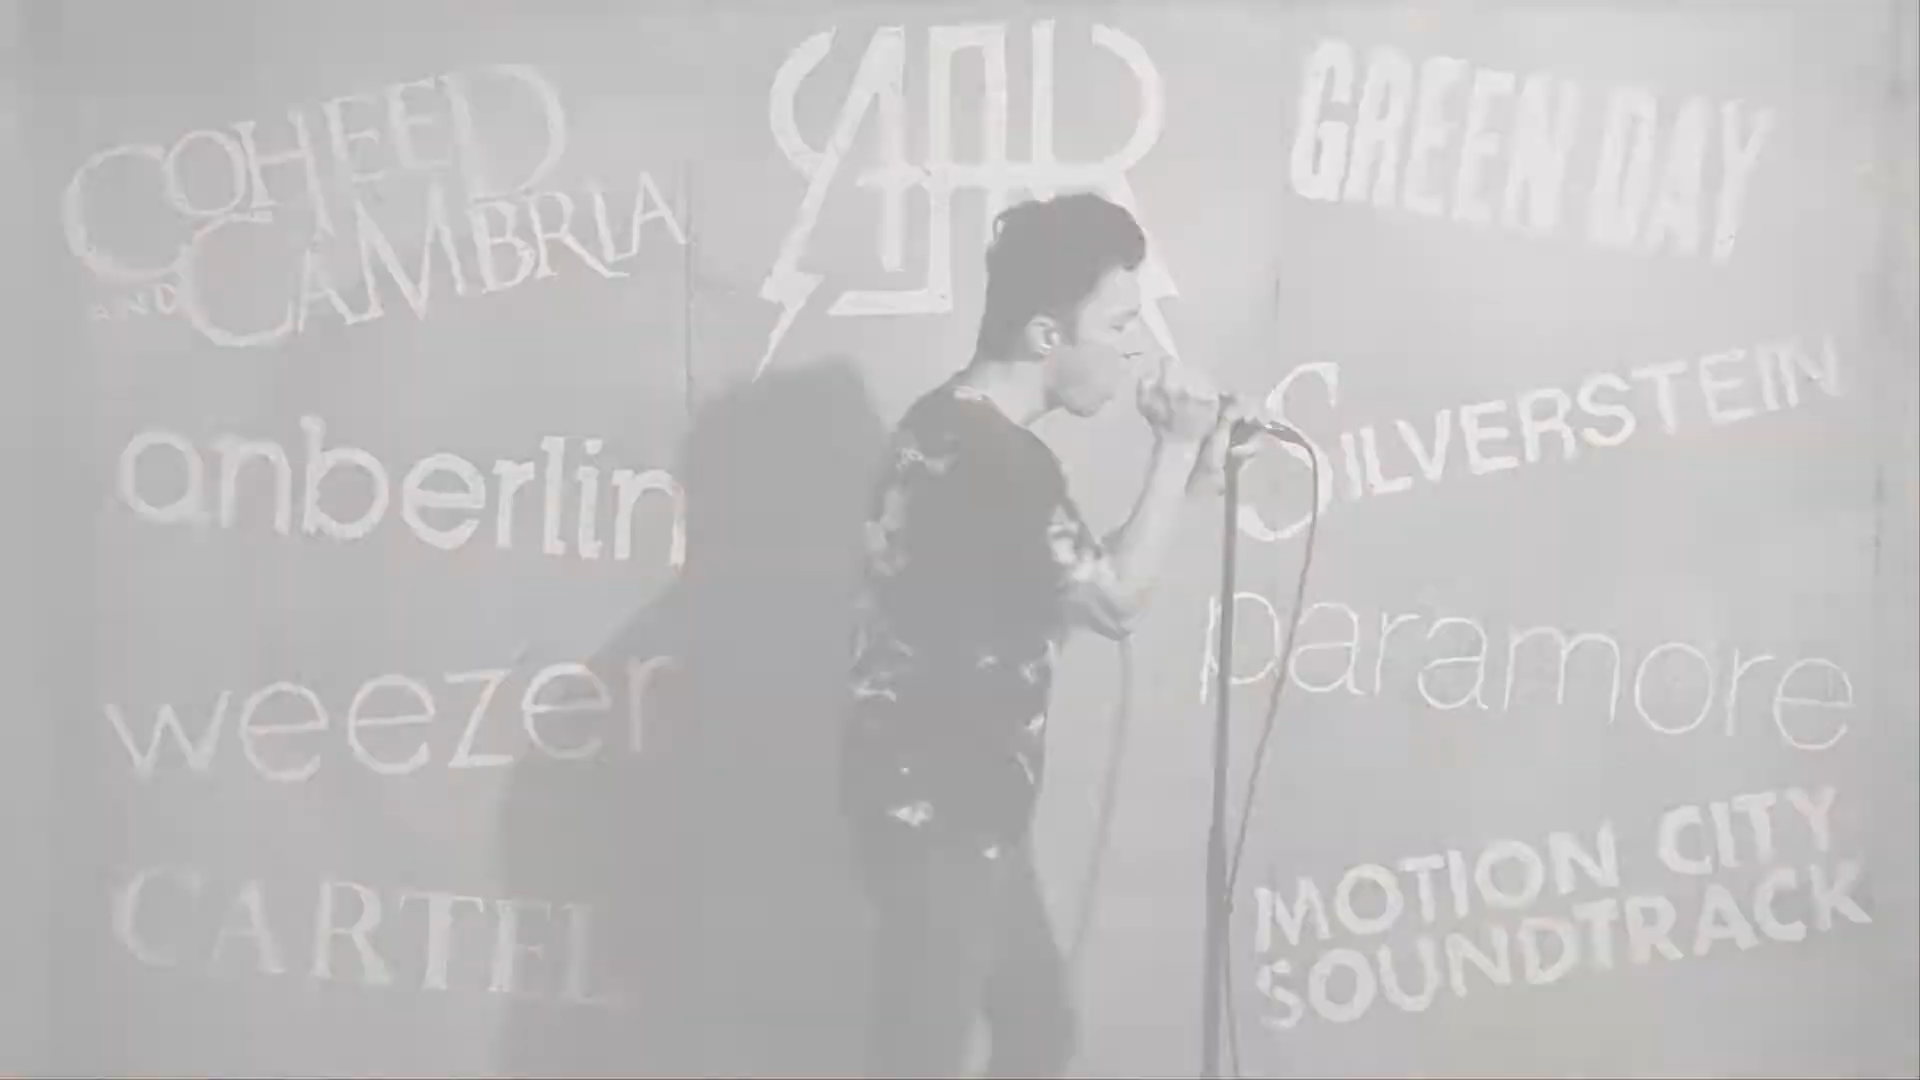 COHEED
AND CAMBRIA
GREEN DAY
anberlin
SILVERSTEIN
weezer
paramore
CARTEL
MOTION CITY
SOUNDTRACK